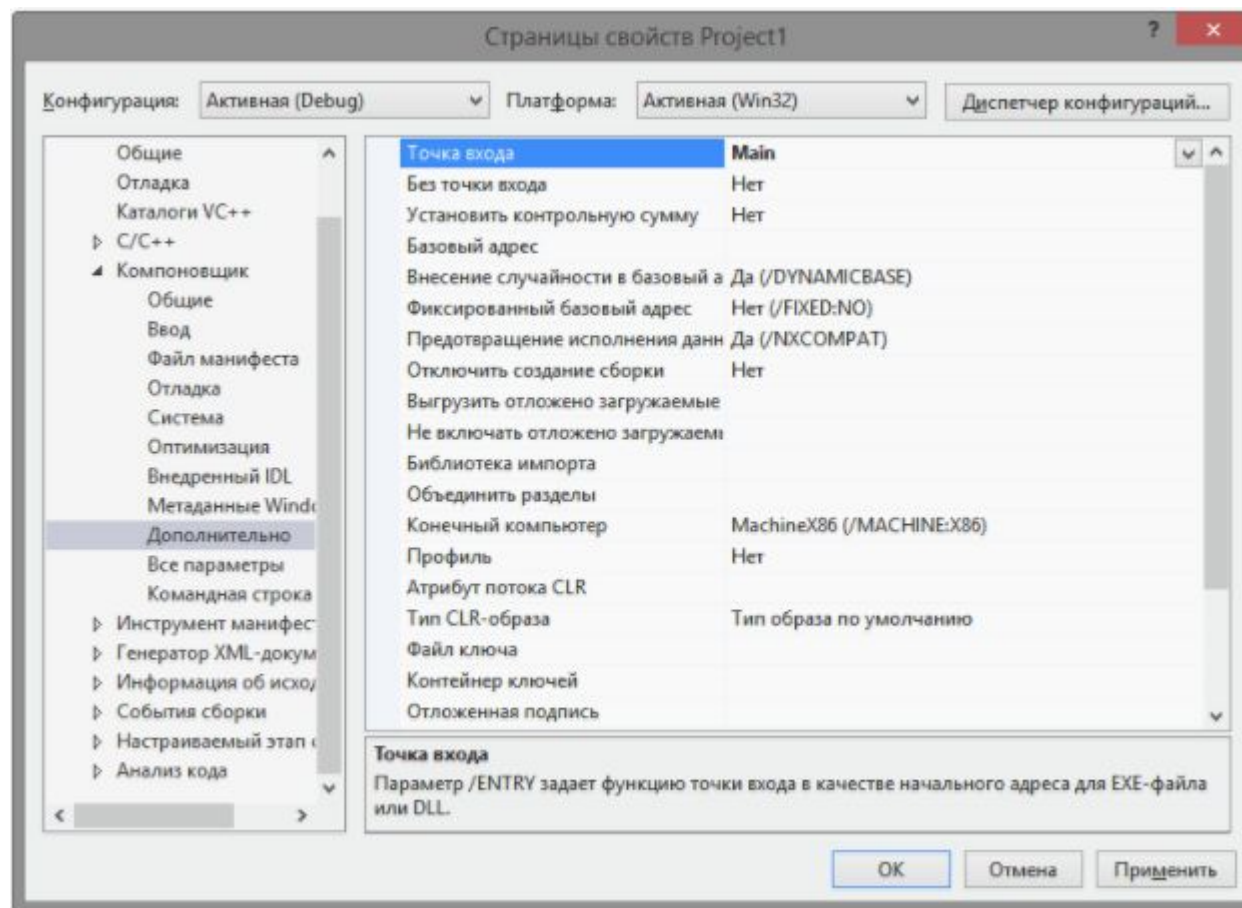 Страницы свойств Project1
?
Конфигурация: Активная (Debug) Платформа: Активная (Win32) Диспетчер конфигураций...
Общие
Отладка
Каталоги VC++
C/C++
Компоновщик
Общие
Ввод
Файл манифеста
Отладка
Система
Оптимизация
Внедренный IDL
Метаданные Windo
Дополнительно
Все параметры
Командная строка
Инструмент манифес
Генератор XML-докум
Информация об исход
События сборки
Настраиваемый этап с
Анализ кода
Точка входа Main
Без точки входа Нет
Установить контрольную сумму Нет
Базовый адрес
Внесение случайности в базовый а Да (/DYNAMICBASE)
Фиксированный базовый адрес Нет (/FIXED:NO)
Предотвращение исполнения данн Да (/NXCOMPAT)
Отключить создание сборки Нет
Выгрузить отложено загружаемые
Не включать отложено загружаемы
Библиотека импорта
Объединить разделы
Конечный компьютер MachineX86 (/MACHINE:X86)
Профиль Нет
Атрибут потока CLR
Тип CLR-образа Тип образа по умолчанию
Файл ключа
Контейнер ключей
Отложенная подпись
Точка входа
Параметр /ENTRY задает функцию точки входа в качестве начального адреса для EXE-файла
или DLL.
OK Отмена Применить